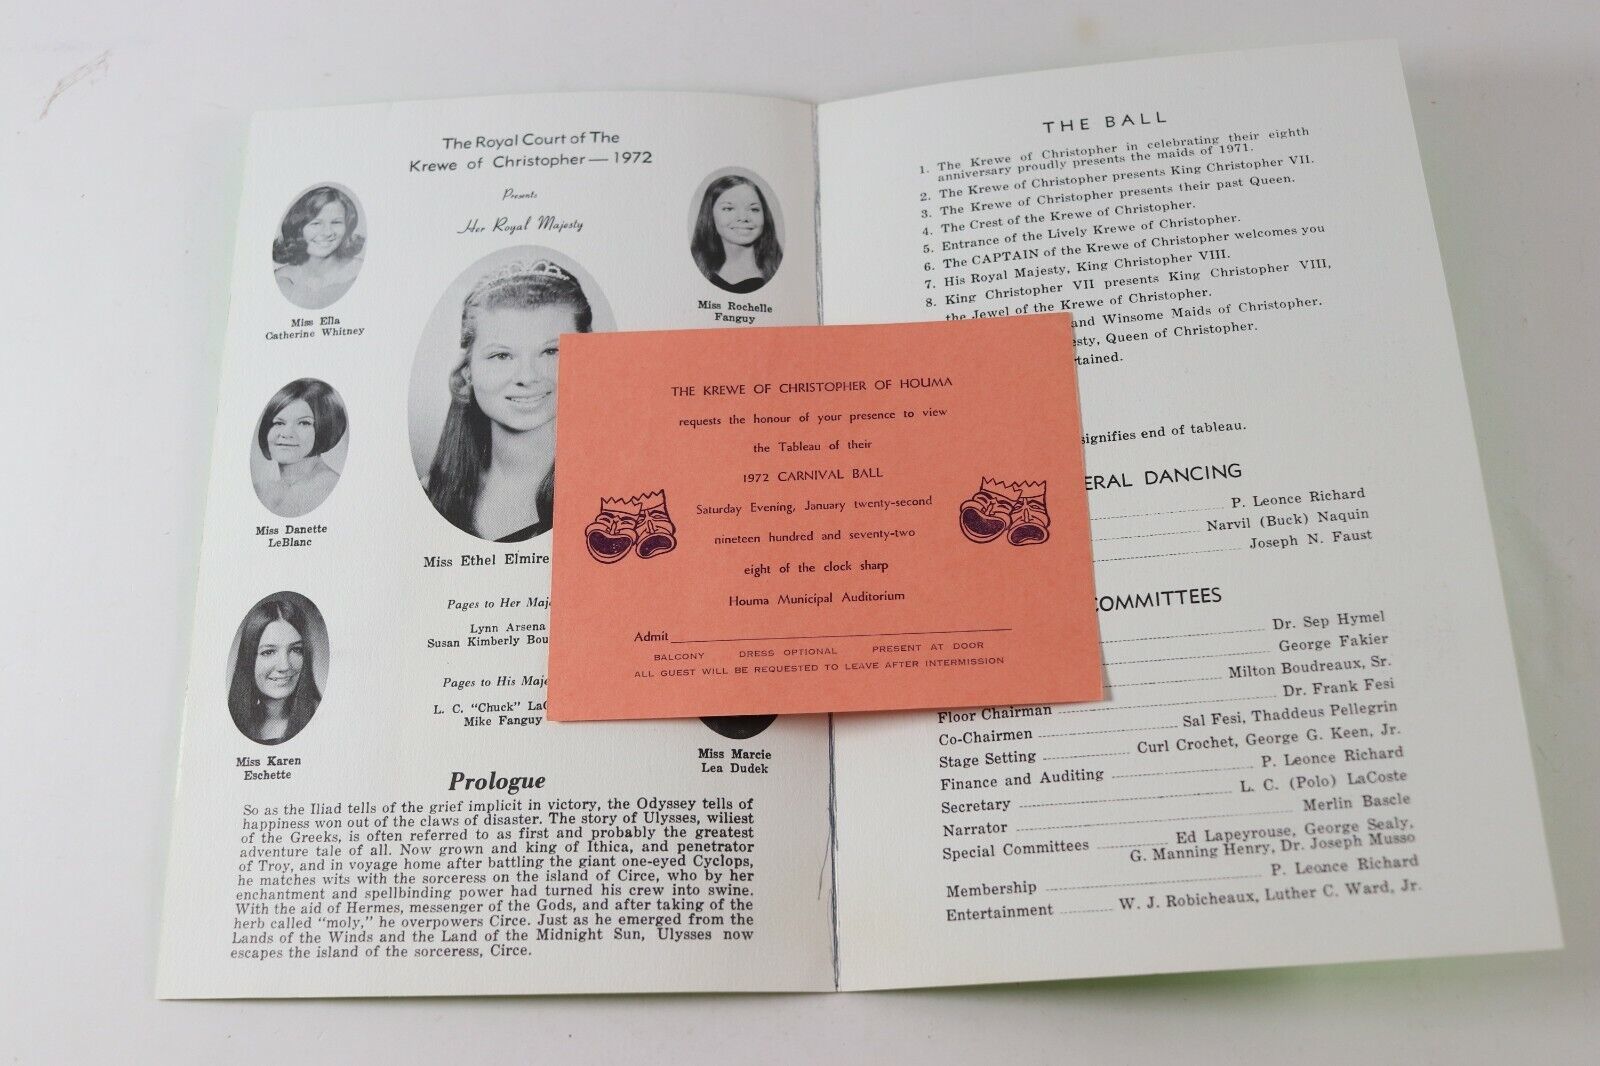 The Royal Court of The
Krewe of Christopher — 1972
Presents
Her Royal Majesty
Miss Ella
Catherine Whitney
Miss Rochelle
Fanguy
Miss Danette
LeBlanc
Miss Ethel Elmire
Pages to Her
Lynn Arsena
Susan Kimberly
Pages to His
L. C. "Chuck"
Mike Fanguy
Miss Karen
Eschette
Miss Marcie
Lea Dudek
Prologue
So as the Iliad tells of the grief implicit in victory, the Odyssey tells of
happiness won out of the claws of disaster. The story of Ulysses, wiliest
of the Greeks, is often referred to as first and probably the greatest
adventure tale of all. Now grown and king of Ithica, and penetrator
of Troy, and in voyage home after battling the giant one-eyed Cyclops,
he matches wits with the sorceress on the island of Circe, who by her
enchantment and spellbinding power had turned his crew into swine.
With the aid of Hermes, messenger of the Gods, and after taking of the
herb called "moly," he overpowers Circe. Just as he emerged from the
Lands of the Winds and the Land of the Midnight Sun, Ulysses now
escapes the island of the sorceress, Circe.
THE KREWE OF CHRISTOPHER OF HOUMA
requests the honour of your presence to view
the Tableau of their
1972 CARNIVAL BALL
Saturday Evening, January twenty-second
nineteen hundred and seventy-two
eight of the clock sharp
Houma Municipal Auditorium
Admit
BALCONY DRESS OPTIONAL PRESENT AT DOOR
ALL GUEST WILL BE REQUESTED TO LEAVE AFTER INTERMISSION
THE BALL
1. The Krewe of Christopher in celebrating their eighth
anniversary proudly presents the maids of 1971.
2. The Krewe of Christopher presents King Christopher VII.
3. The Krewe of Christopher presents their past Queen.
4. The Crest of the Krewe of Christopher.
5. Entrance of the Lively Krewe of Christopher.
6. The CAPTAIN of the Krewe of Christopher welcomes you
7. His Royal Majesty, King Christopher VIII.
8. King Christopher VII presents King Christopher VIII,
the Jewel of the Krewe of Christopher.
and Winsome Maids of Christopher.
esty, Queen of Christopher.
tained.
signifies end of tableau.
ERAL DANCING
P. Leonce Richard
Narvil (Buck) Naquin
Joseph N. Faust
COMMITTEES
Dr. Sep Hymel
George Fakier
Milton Boudreaux, Sr.
Dr. Frank Fesi
Floor Chairman Sal Fesi, Thaddeus Pellegrin
Co-Chairmen Curl Crochet, George G. Keen, Jr.
Stage Setting P. Leonce Richard
Finance and Auditing L. C. (Polo) LaCoste
Secretary Merlin Bascle
Narrator Ed Lapeyrouse, George Sealy,
Special Committees G. Manning Henry, Dr. Joseph Musso
Membership P. Leonce Richard
Entertainment W. J. Robicheaux, Luther C. Ward, Jr.